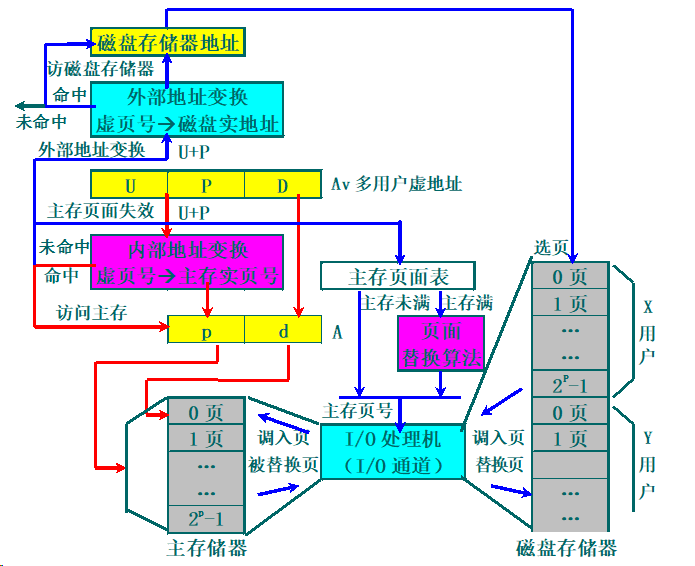 磁盘存储器地址
访磁盘存储器
命中
未命中
外部地址变换
虚页号→磁盘实地址
外部地址变换
U+P
U P D
Av 多用户虚地址
主存页面失效
U+P
未命中
命中
内部地址变换
虚页号→主存实页号
访问主存
p d
A
主存页面表
主存未满
主存满
页面
替换算法
主存页号
I/O 处理机
(I/O 通道)
选页
0 页
1 页
…
…
2ᴾ-1
0 页
1 页
…
…
X
用
户
Y
用
户
磁盘存储器
调入页
替换页
调入页
被替换页
0 页
1 页
…
…
2ᵖ-1
主存储器